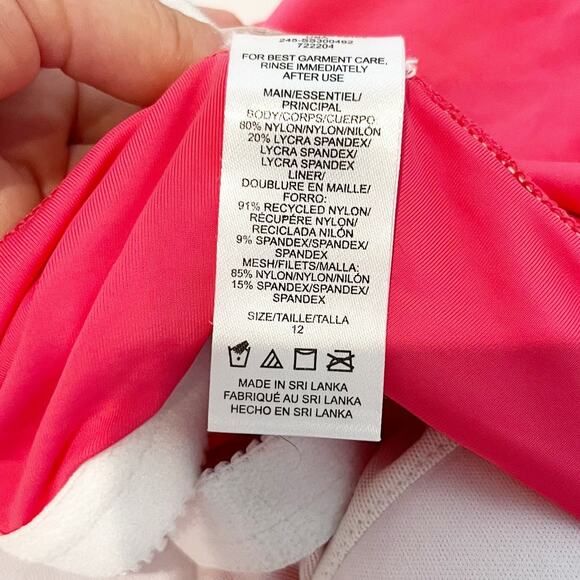 722204
FOR BEST GARMENT CARE,
RINSE IMMEDIATELY
AFTER USE
MAIN/ESSENTIEL/
PRINCIPAL
BODY/CORPS/CUERPO
80% NYLON/NYLON/NILÓN
20% LYCRA SPANDEX/
LYCRA SPANDEX/
LYCRA SPANDEX
LINER/
DOUBLURE EN MAILLE/
FORRO:
91% RECYCLED NYLON/
RÉCUPÉRE NYLON/
RECICLADA NILÓN
9% SPANDEX/SPANDEX/
SPANDEX
MESH/FILETS/MALLA:
85% NYLON/NYLON/NILÓN
15% SPANDEX/SPANDEX/
SPANDEX
SIZE/TAILLE/TALLA
12
MADE IN SRI LANKA
FABRIQUÉ AU SRI LANKA
HECHO EN SRI LANKA